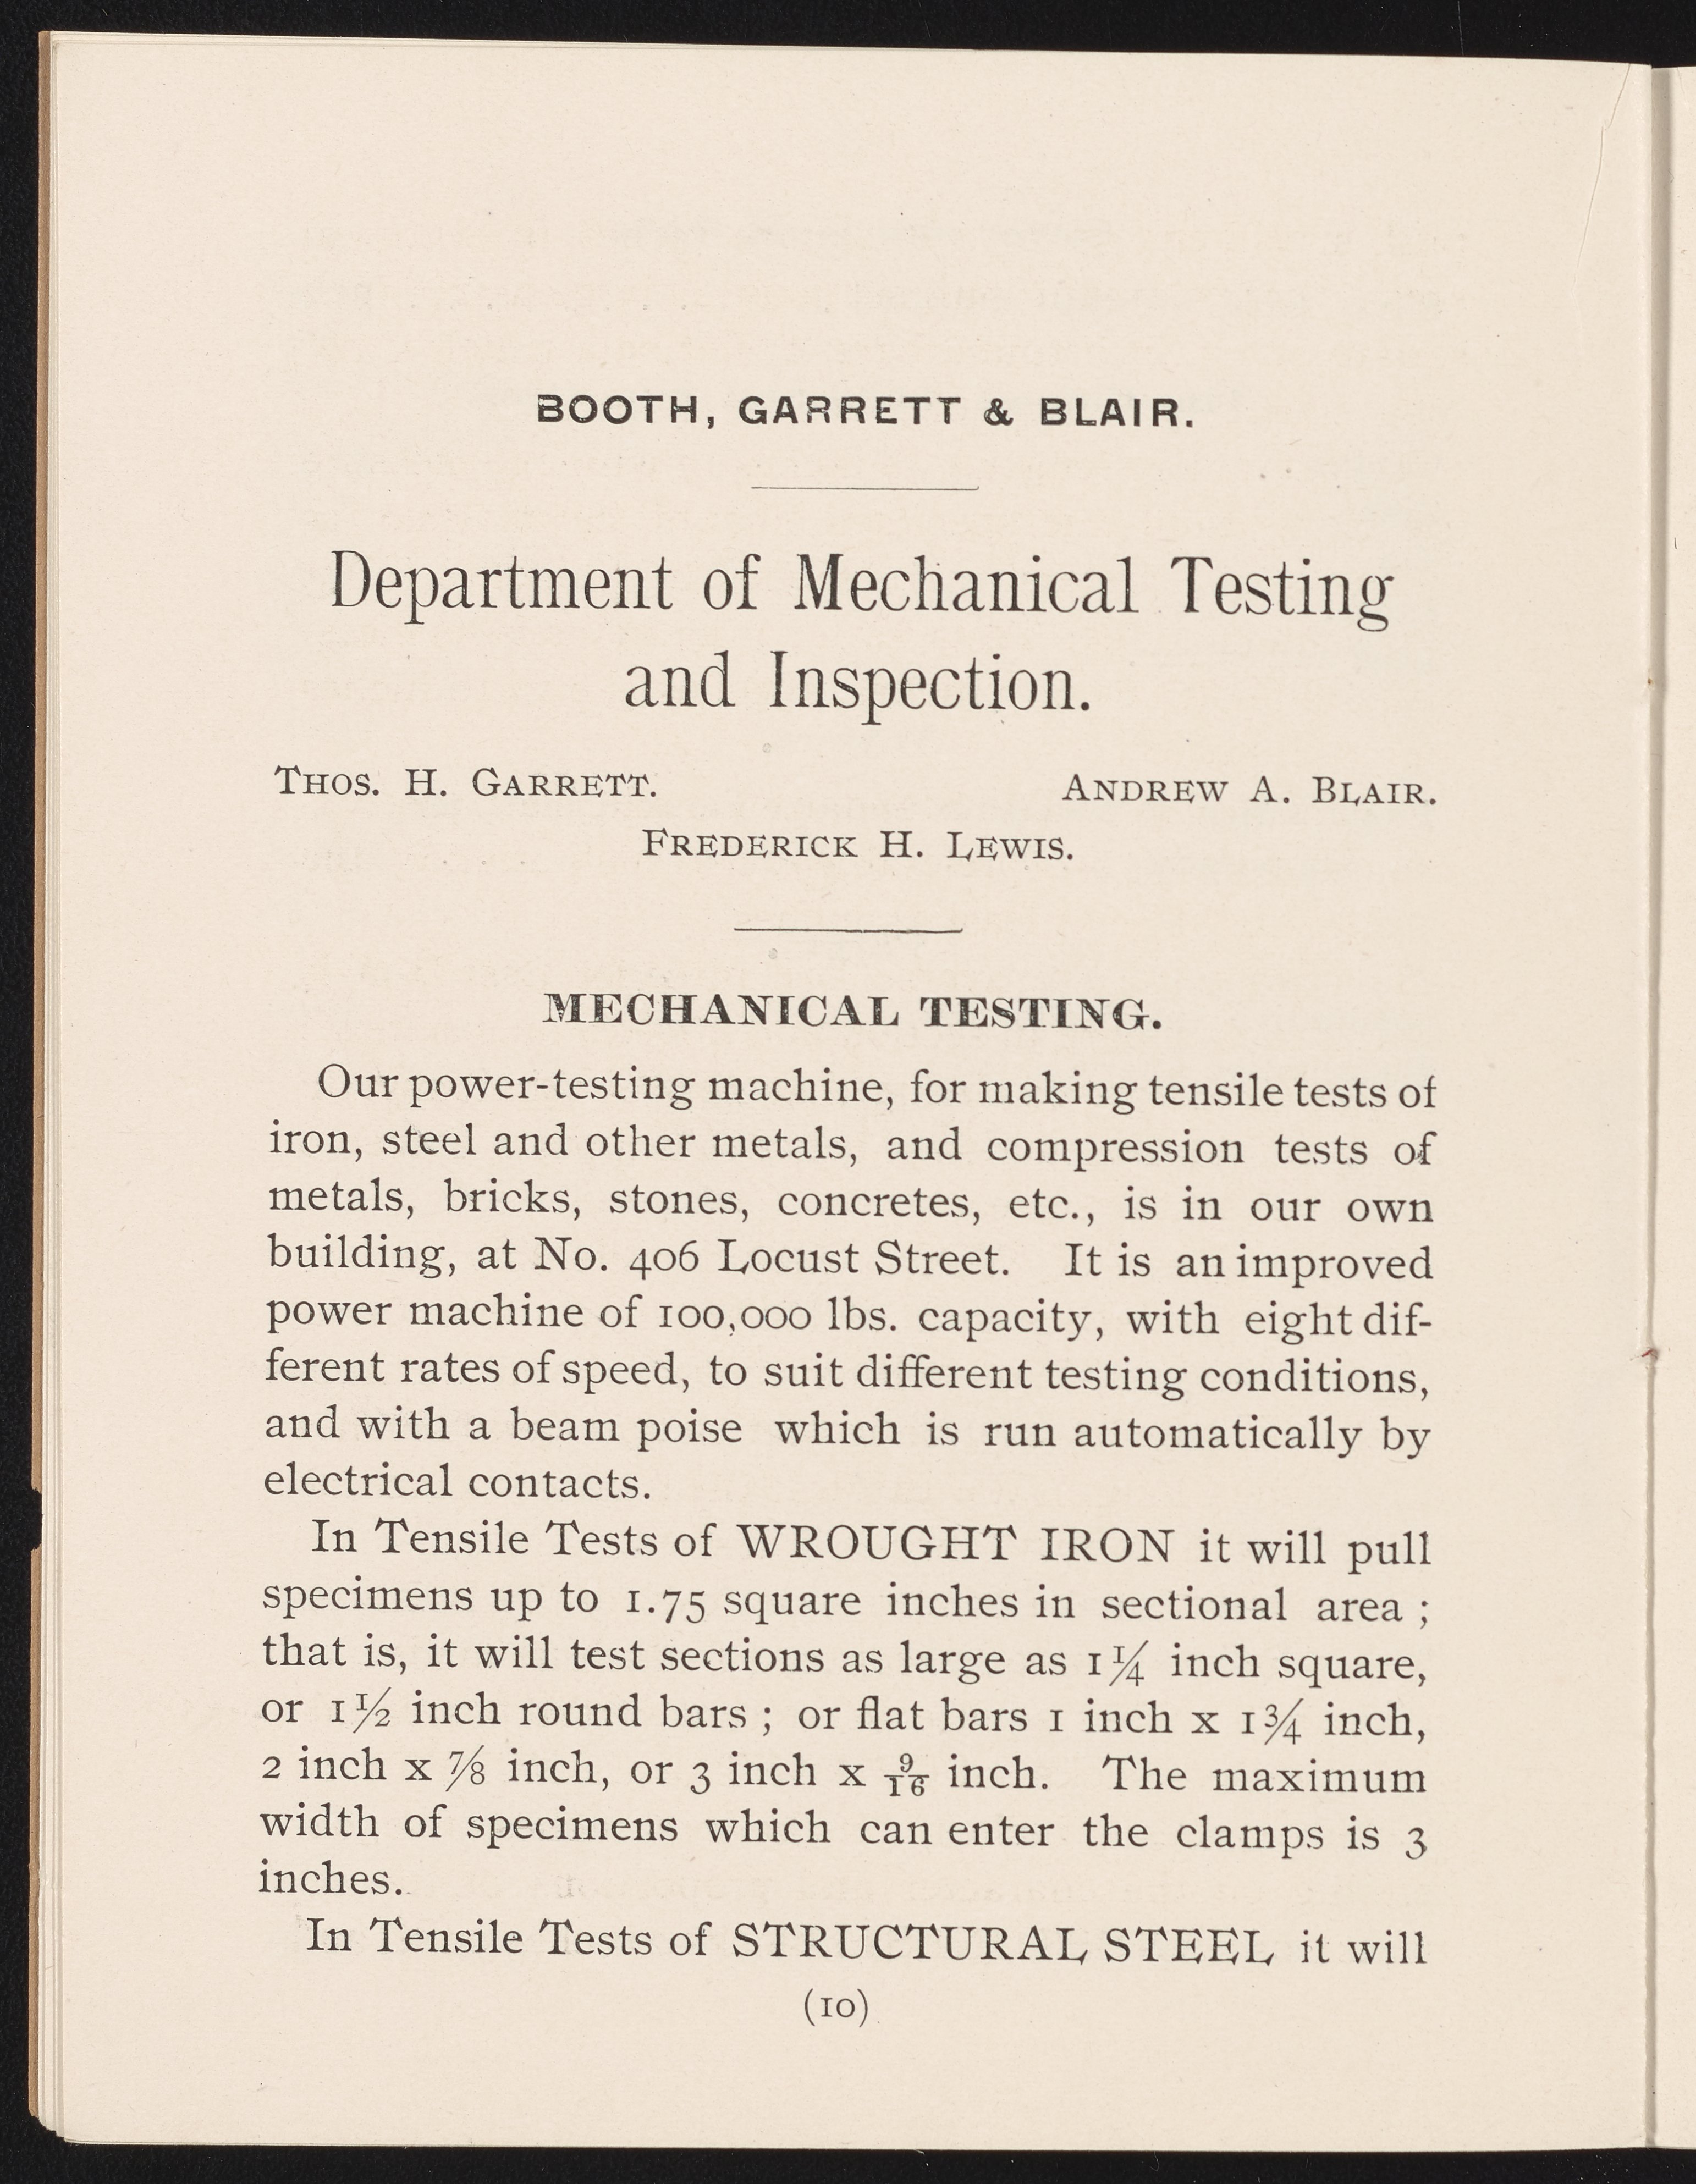 BOOTH, GARRETT & BLAIR.
Department of Mechanical Testing
and Inspection.
THOS. H. GARRETT. ANDREW A. BLAIR.
FREDERICK H. LEWIS.
MECHANICAL TESTING.
Our power-testing machine, for making tensile tests of
iron, steel and other metals, and compression tests of
metals, bricks, stones, concretes, etc., is in our own
building, at No. 406 Locust Street. It is an improved
power machine of 100,000 lbs. capacity, with eight dif-
ferent rates of speed, to suit different testing conditions,
and with a beam poise which is run automatically by
electrical contacts.
In Tensile Tests of WROUGHT IRON it will pull
specimens up to 1.75 square inches in sectional area ;
that is, it will test sections as large as 1¼ inch square,
or 1½ inch round bars ; or flat bars 1 inch x 1¾ inch,
2 inch x ⅞ inch, or 3 inch x 9/16 inch. The maximum
width of specimens which can enter the clamps is 3
inches.
In Tensile Tests of STRUCTURAL STEEL it will
(10)